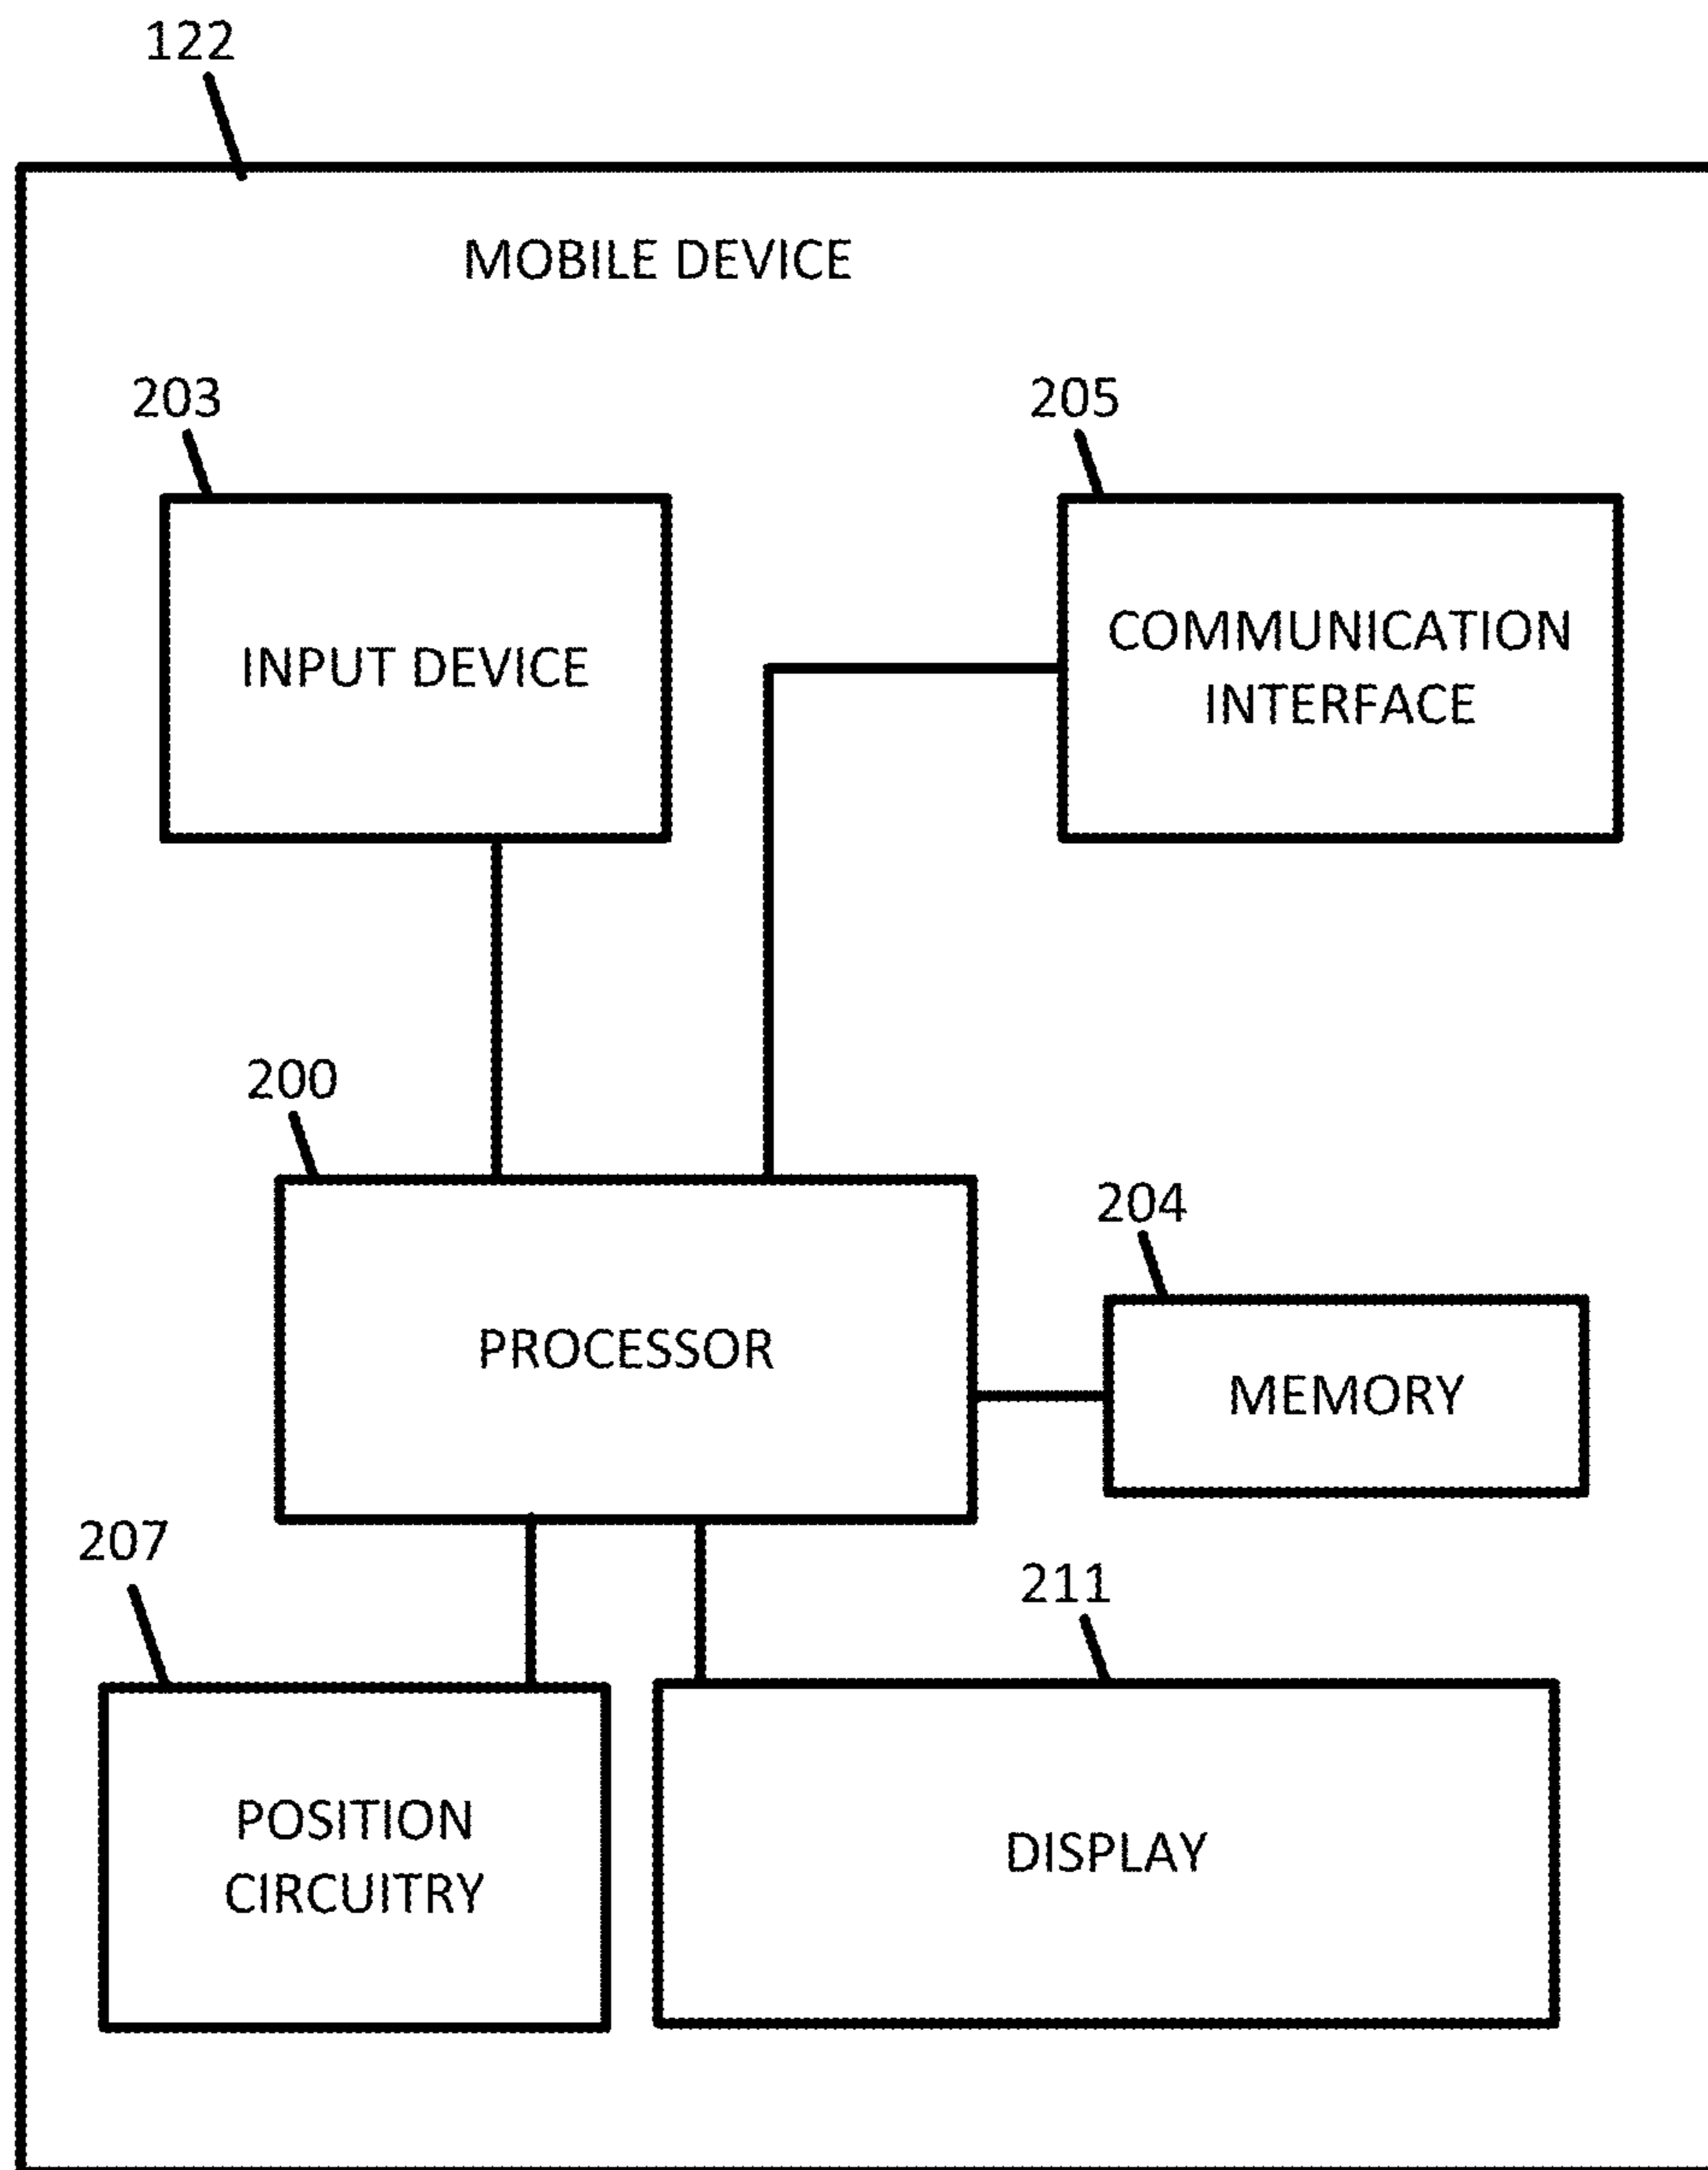 122
MOBILE DEVICE
203
205
INPUT DEVICE
COMMUNICATION
INTERFACE
200
204
PROCESSOR
MEMORY
207
211
POSITION
CIRCUITRY
DISPLAY